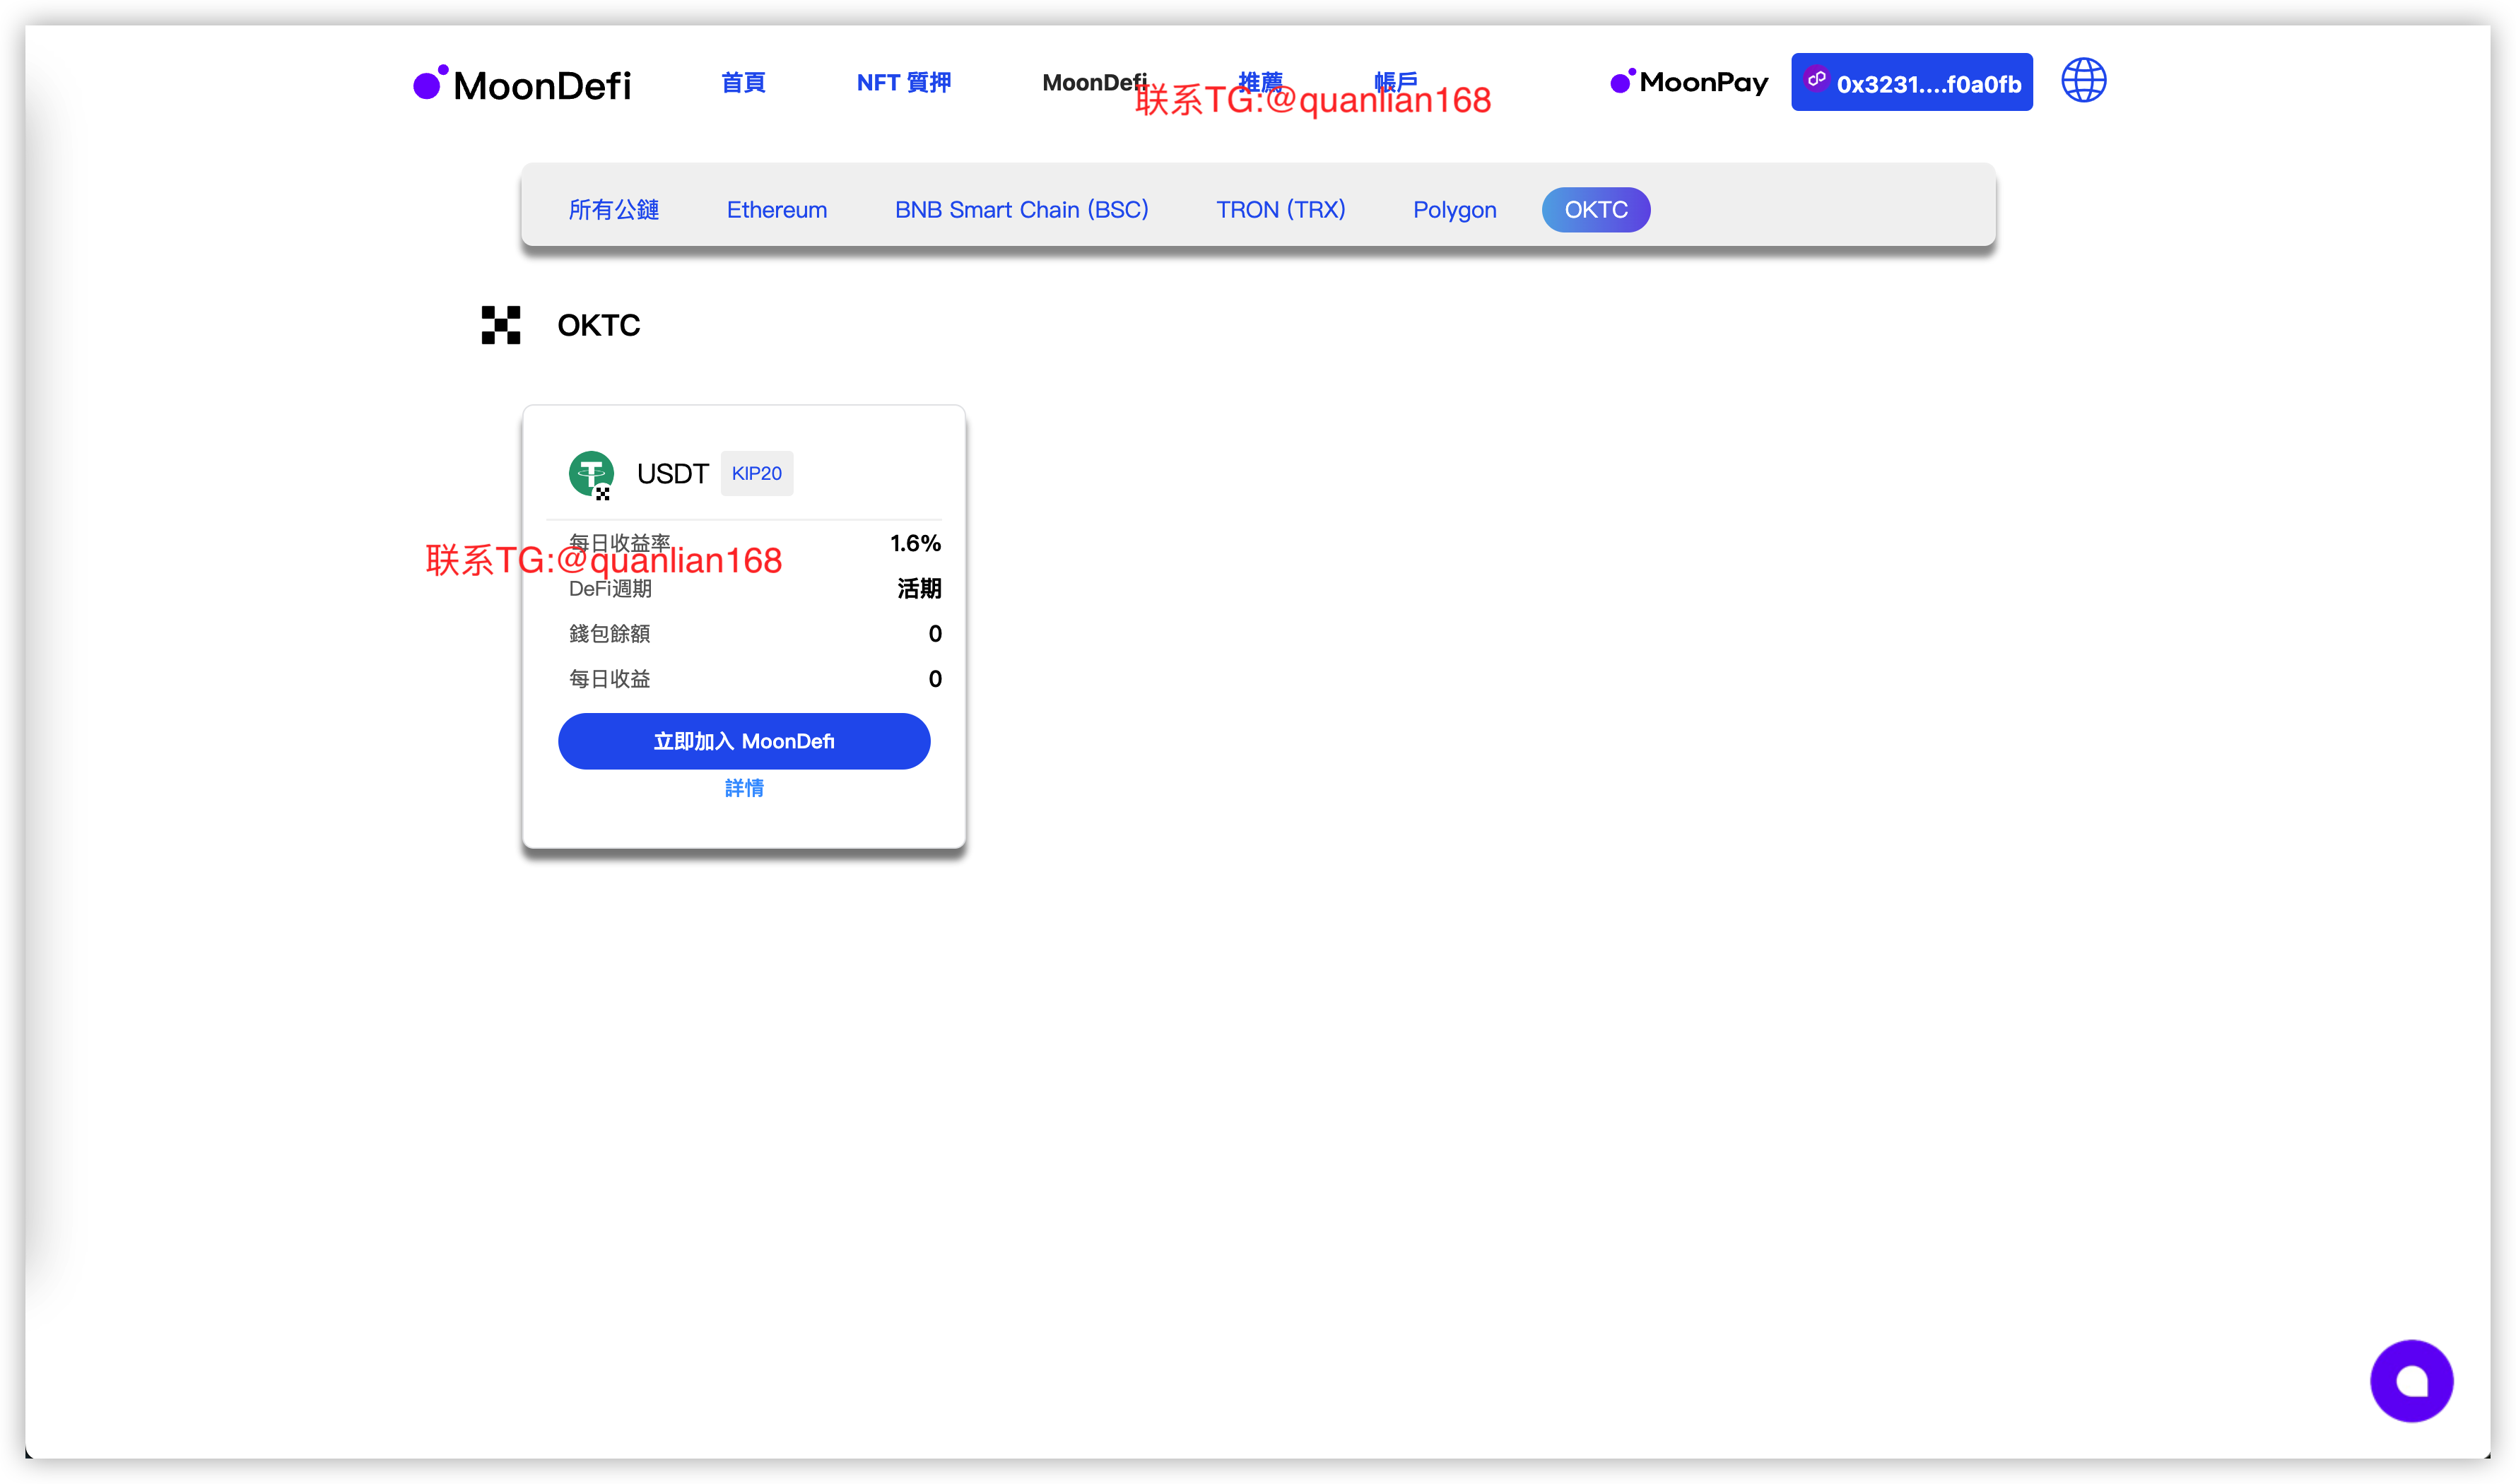 MoonDefi 首頁 NFT 質押 MoonDefi 推薦 帳戶 MoonPay 0x3231....f0a0fb
联系TG:@quanlian168
所有公鏈 Ethereum BNB Smart Chain (BSC) TRON (TRX) Polygon OKTC
OKTC
USDT KIP20
每日收益率 1.6%
联系TG:@quanlian168
DeFi週期 活期
錢包餘額 0
每日收益 0
立即加入 MoonDefi
詳情